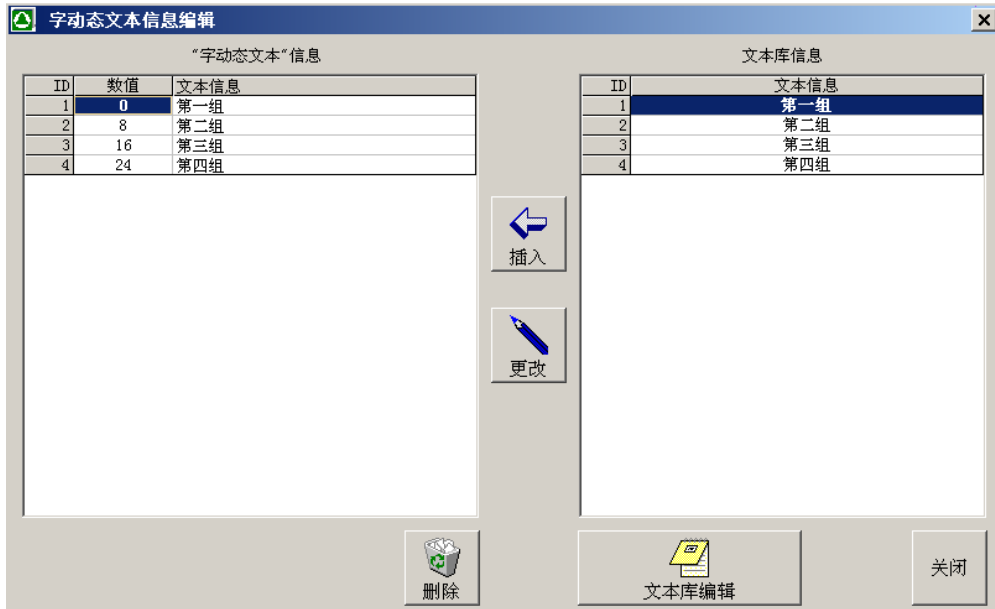 字动态文本信息编辑
“字动态文本“信息
文本库信息
ID 数值 文本信息
1 0 第一组
2 8 第二组
3 16 第三组
4 24 第四组
ID 文本信息
1 第一组
2 第二组
3 第三组
4 第四组
插入
更改
删除
文本库编辑
关闭